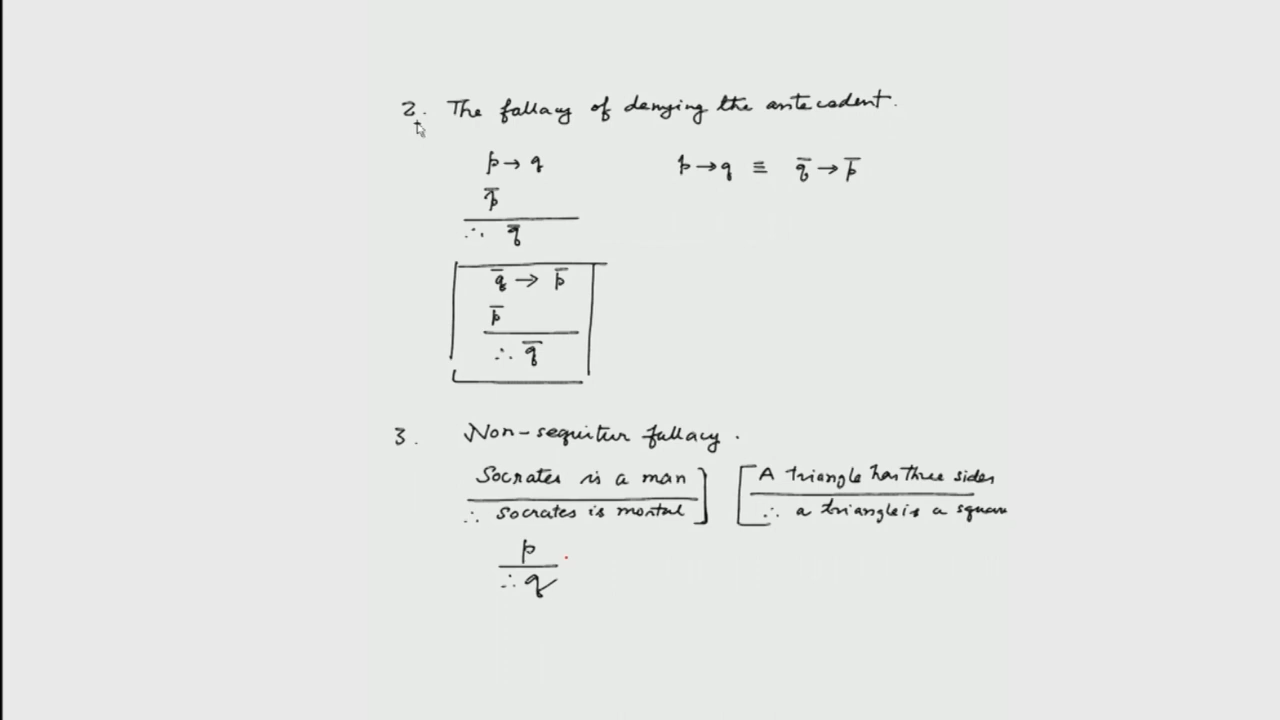 2. The fallacy of denying the antecedent.
p → q p → q ≡ q̅ → p̅
p̅
∴ q̅
q̅ → p̅
p̅
∴ q̅
3. Non-sequitur fallacy.
Socrates is a man A triangle has three sides
∴ Socrates is mortal ∴ a triangle is a square
p
∴ q